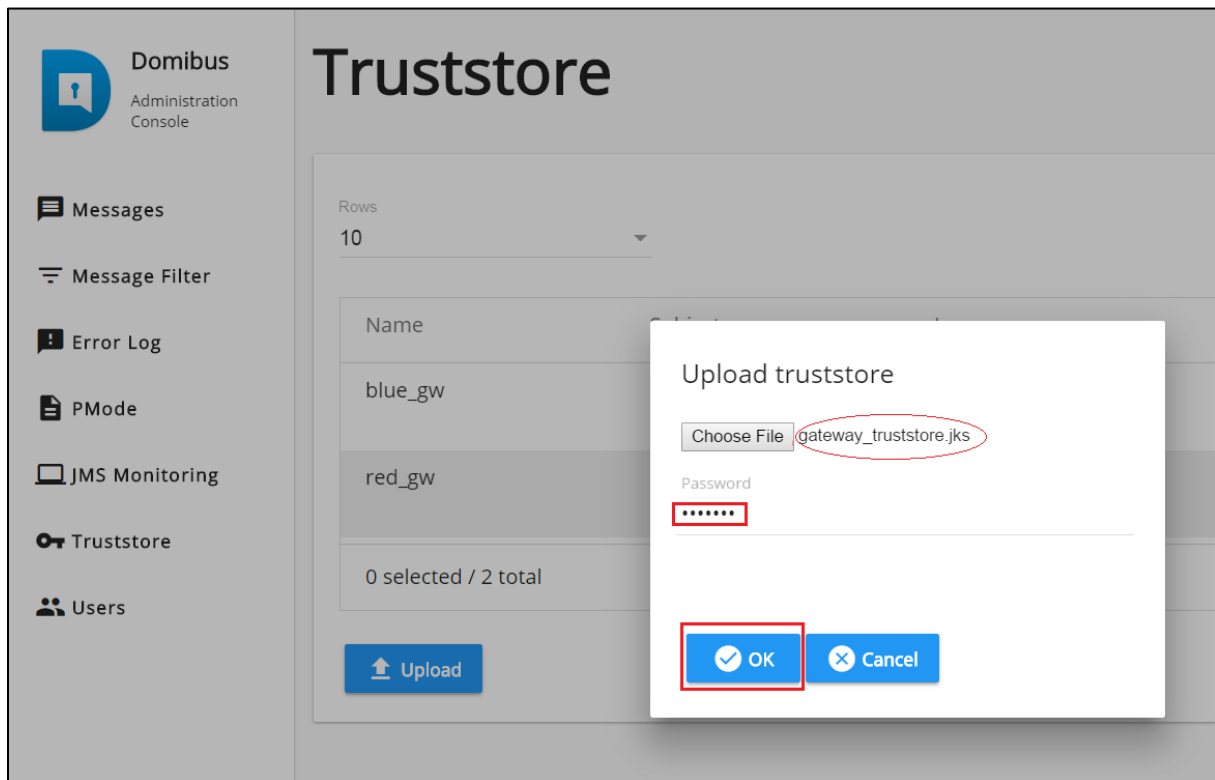 Domibus
Administration
Console
Truststore
Messages
Message Filter
Error Log
PMode
JMS Monitoring
Truststore
Users
Rows
10
Name
blue_gw
red_gw
0 selected / 2 total
Upload
Upload truststore
Choose File gateway_truststore.jks
Password
•••••••
OK
Cancel